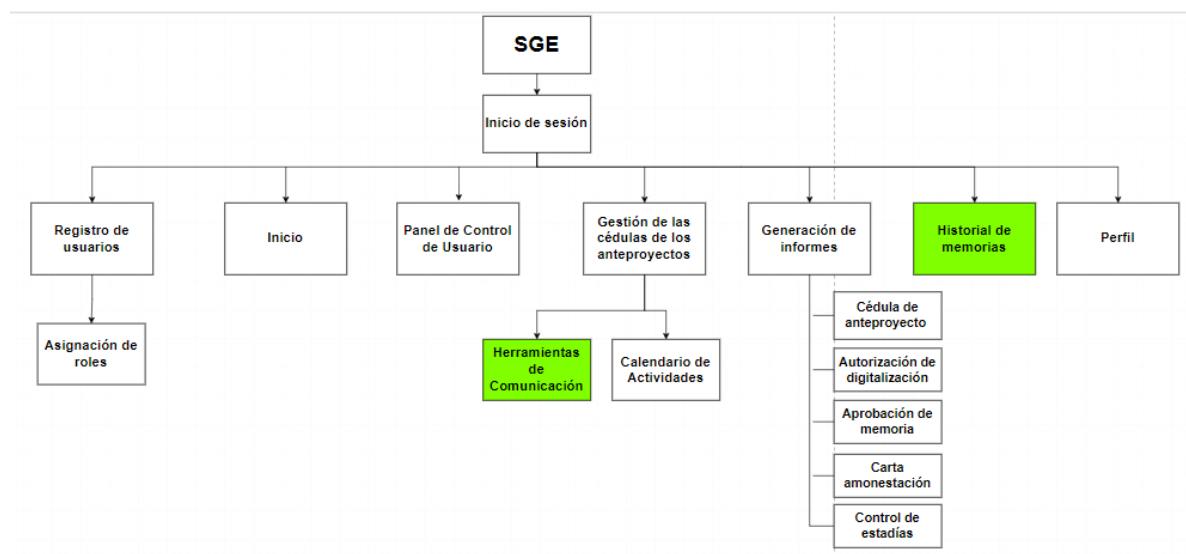 SGE
Inicio de sesión
Registro de
usuarios
Inicio
Panel de Control
de Usuario
Gestión de las
cédulas de los
anteproyectos
Generación de
informes
Historial de
memorias
Perfil
Asignación de
roles
Herramientas
de
Comunicación
Calendario de
Actividades
Cédula de
anteproyecto
Autorización de
digitalización
Aprobación de
memoria
Carta
amonestación
Control de
estadías